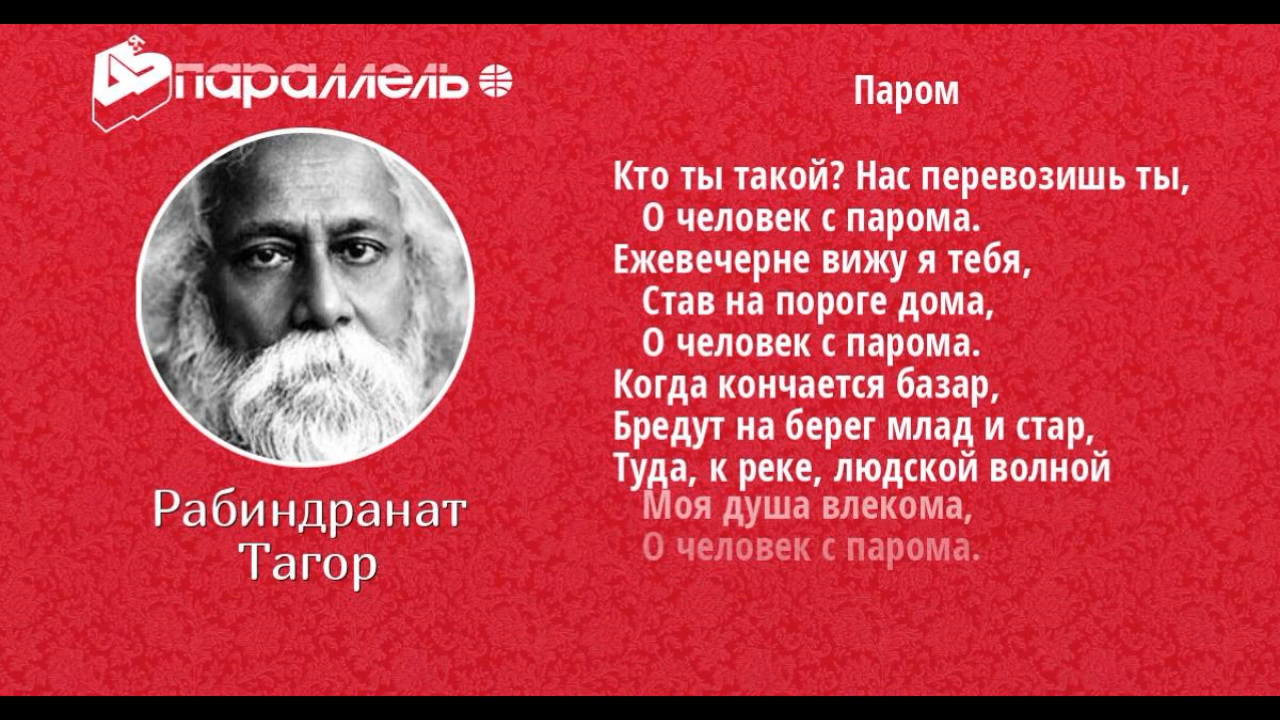 45 параллель
Рабиндранат
Тагор
Паром
Кто ты такой? Нас перевозишь ты,
О человек с парома.
Ежевечерне вижу я тебя,
Став на пороге дома,
О человек с парома.
Когда кончается базар,
Бредут на берег млад и стар,
Туда, к реке, людской волной
Моя душа влекома,
О человек с парома.